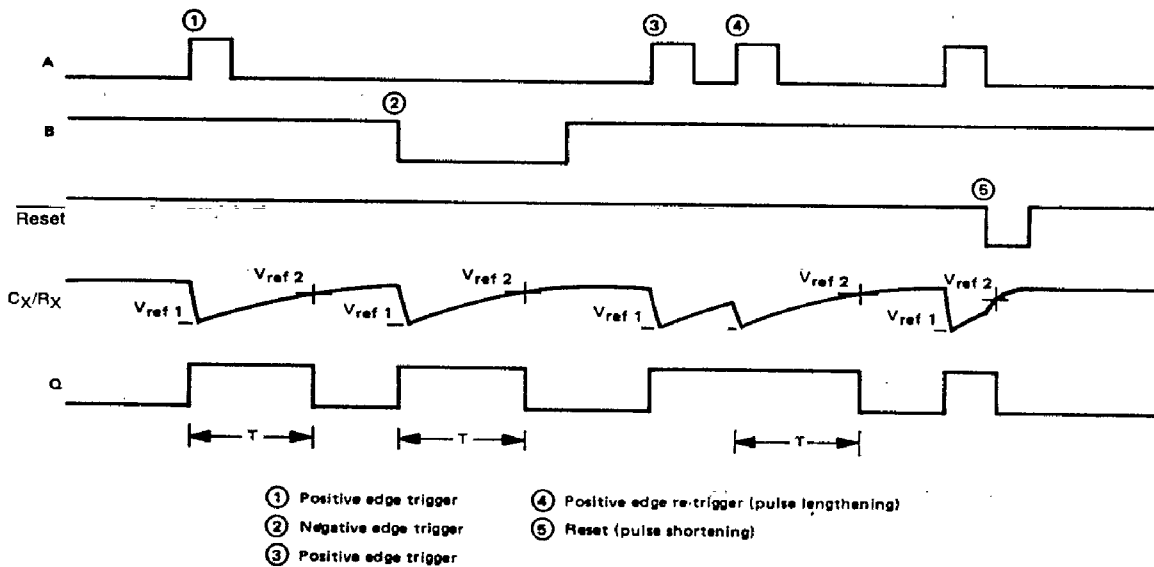 ① ③ ④
A
②
B
⑤
Reset
Vref 2 Vref 2 Vref 2 Vref 2
CX/RX
Vref 1 Vref 1 Vref 1 Vref 1
Q
T T T
① Positive edge trigger ④ Positive edge re-trigger (pulse lengthening)
② Negative edge trigger ⑤ Reset (pulse shortening)
③ Positive edge trigger